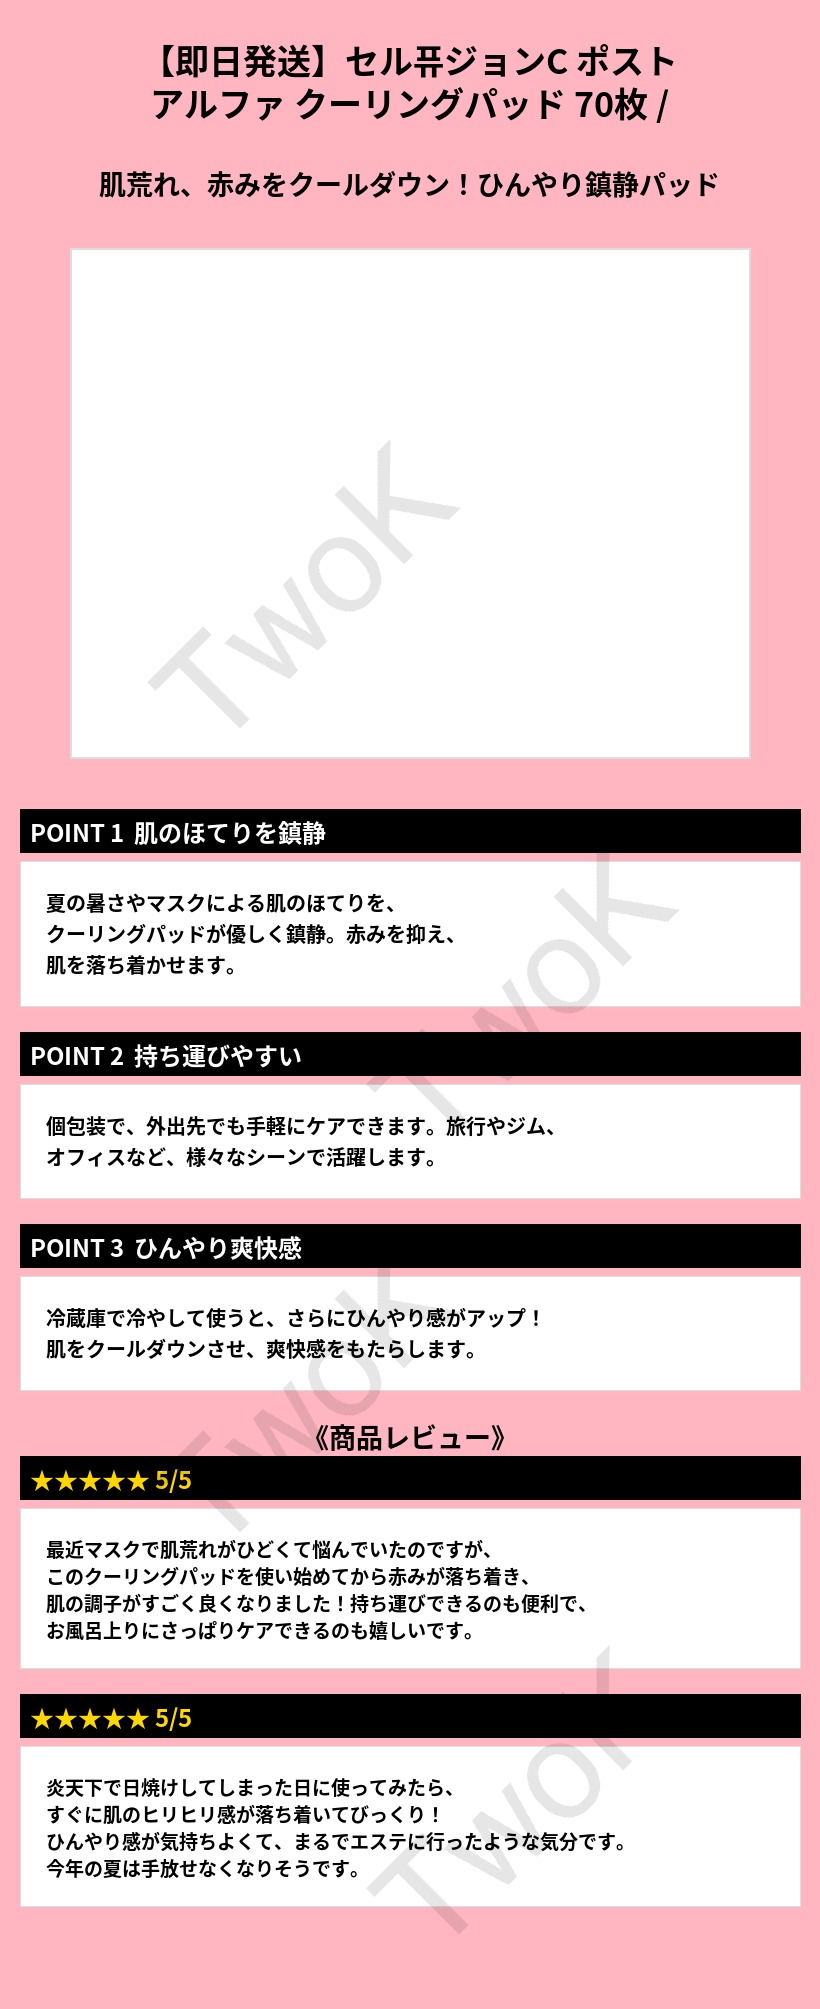 【即日発送】セル퓨ジョンC ポスト
アルファ クーリングパッド 70枚 /
肌荒れ、赤みをクールダウン！ひんやり鎮静パッド
TwoK
POINT 1 肌のほてりを鎮静
夏の暑さやマスクによる肌のほてりを、
クーリングパッドが優しく鎮静。赤みを抑え、
肌を落ち着かせます。
TwoK
POINT 2 持ち運びやすい
個包装で、外出先でも手軽にケアできます。旅行やジム、
オフィスなど、様々なシーンで活躍します。
POINT 3 ひんやり爽快感
冷蔵庫で冷やして使うと、さらにひんやり感がアップ！
肌をクールダウンさせ、爽快感をもたらします。
TwoK
《商品レビュー》
★★★★★ 5/5
最近マスクで肌荒れがひどくて悩んでいたのですが、
このクーリングパッドを使い始めてから赤みが落ち着き、
肌の調子がすごく良くなりました！持ち運びできるのも便利で、
お風呂上りにさっぱりケアできるのも嬉しいです。
★★★★★ 5/5
炎天下で日焼けしてしまった日に使ってみたら、
すぐに肌のヒリヒリ感が落ち着いてびっくり！
ひんやり感が気持ちよくて、まるでエステに行ったような気分です。
今年の夏は手放せなくなりそうです。
TwoK